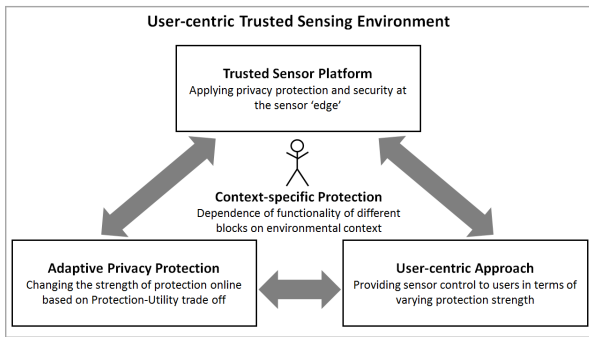 User-centric Trusted Sensing Environment
Trusted Sensor Platform
Applying privacy protection and security at
the sensor ‘edge’
Context-specific Protection
Dependence of functionality of different
blocks on environmental context
Adaptive Privacy Protection
Changing the strength of protection online
based on Protection-Utility trade off
User-centric Approach
Providing sensor control to users in terms of
varying protection strength